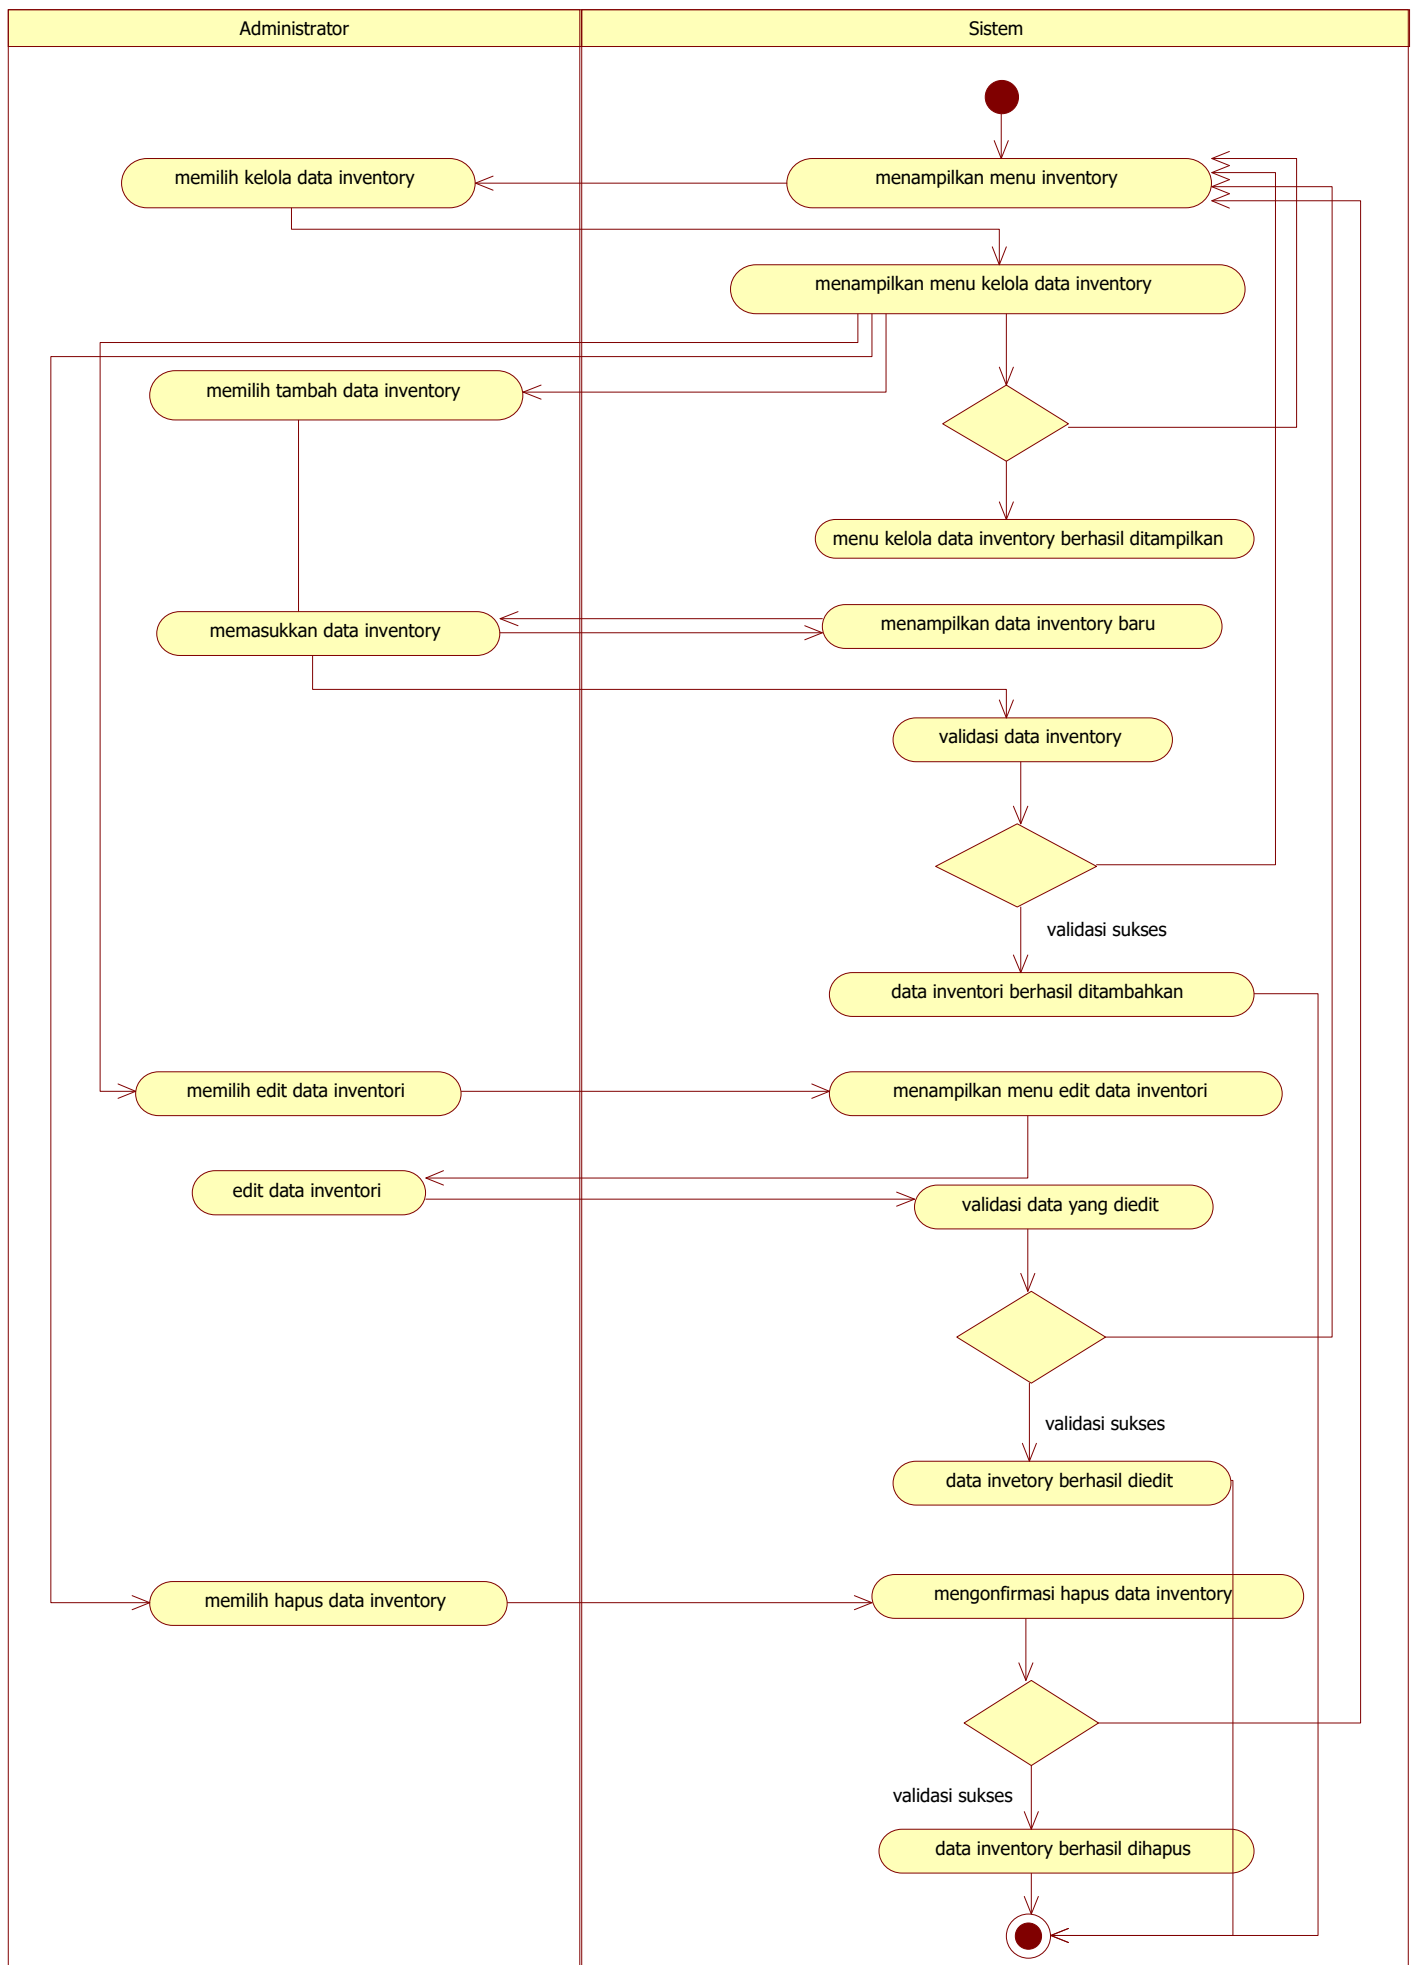 Administrator
Sistem
memilih kelola data inventory
menampilkan menu inventory
menampilkan menu kelola data inventory
memilih tambah data inventory
menu kelola data inventory berhasil ditampilkan
memasukkan data inventory
menampilkan data inventory baru
validasi data inventory
validasi sukses
data inventori berhasil ditambahkan
memilih edit data inventori
menampilkan menu edit data inventori
edit data inventori
validasi data yang diedit
validasi sukses
data invetory berhasil diedit
memilih hapus data inventory
mengonfirmasi hapus data inventory
validasi sukses
data inventory berhasil dihapus